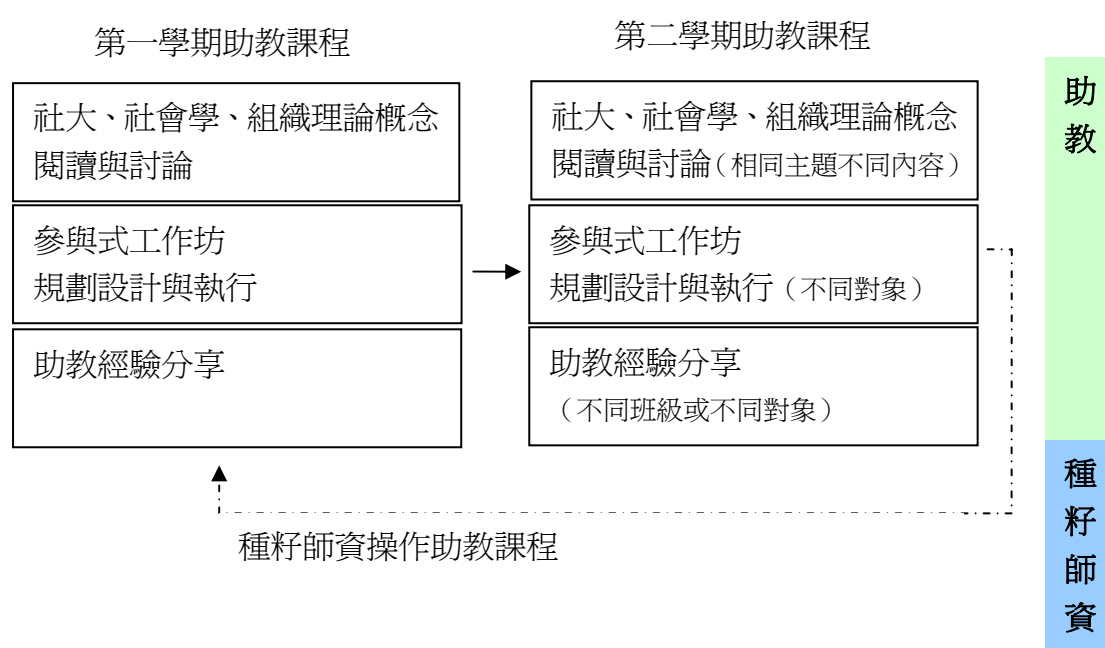 第一學期助教課程
第二學期助教課程
社大、社會學、組織理論概念
閱讀與討論
社大、社會學、組織理論概念
閱讀與討論（相同主題不同內容）
參與式工作坊
規劃設計與執行
參與式工作坊
規劃設計與執行（不同對象）
助教經驗分享
助教經驗分享
（不同班級或不同對象）
種籽師資操作助教課程
助教
種籽師資